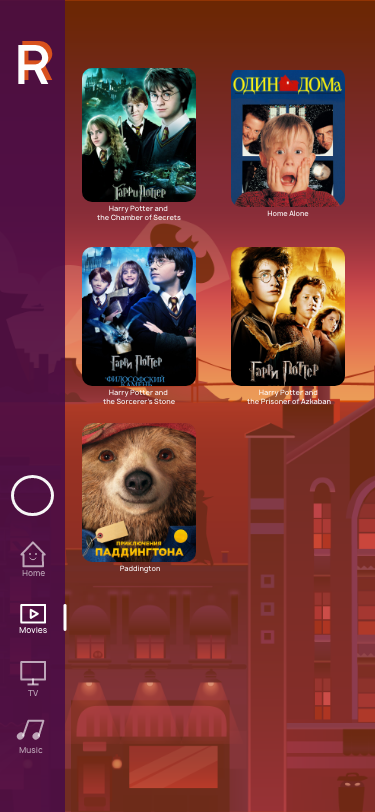 R
Гарри Поттер
Harry Potter and
the Chamber of Secrets
ОДИН ДОМа
Home Alone
Гарри Поттер
ФИЛОСОФСКИЙ
КАМЕНЬ
Harry Potter and
the Sorcerer's Stone
Гарри Поттер
Harry Potter and
the Prisoner of Azkaban
ПРИКЛЮЧЕНИЯ
ПАДДИНГТОНА
Paddington
Home
Movies
TV
Music